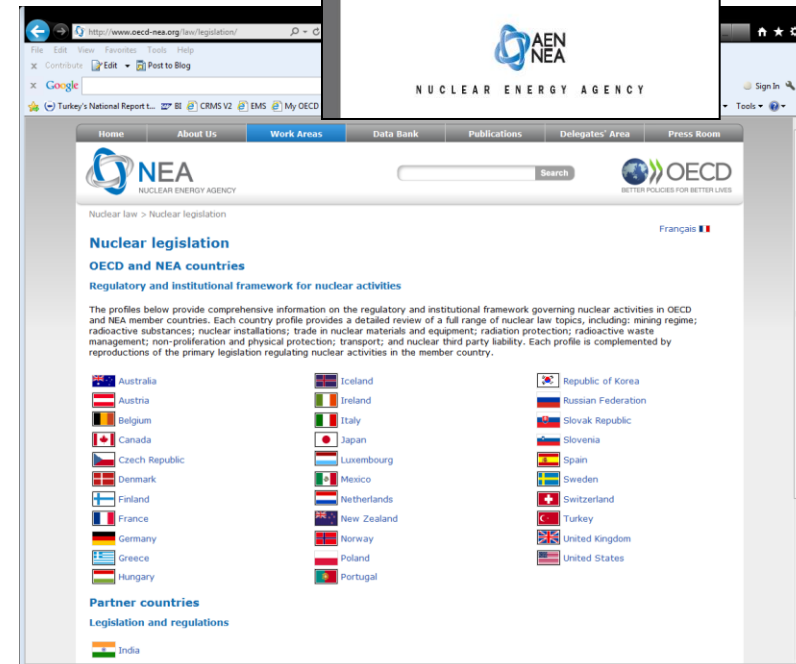 AEN
NEA
NUCLEAR ENERGY AGENCY
http://www.oecd-nea.org/law/legislation/
File Edit View Favorites Tools Help
x Contribute Edit Post to Blog
x Google
Sign In
Turkey's National Report t... BI CRMS V2 EMS My OECD
Tools
Home About Us Work Areas Data Bank Publications Delegates' Area Press Room
NEA
NUCLEAR ENERGY AGENCY
Search
OECD
BETTER POLICIES FOR BETTER LIVES
Nuclear law > Nuclear legislation
Français
Nuclear legislation
OECD and NEA countries
Regulatory and institutional framework for nuclear activities
The profiles below provide comprehensive information on the regulatory and institutional framework governing nuclear activities in OECD
and NEA member countries. Each country profile provides a detailed review of a full range of nuclear law topics, including: mining regime;
radioactive substances; nuclear installations; trade in nuclear materials and equipment; radiation protection; radioactive waste
management; non-proliferation and physical protection; transport; and nuclear third party liability. Each profile is complemented by
reproductions of the primary legislation regulating nuclear activities in the member country.
Australia Iceland Republic of Korea
Austria Ireland Russian Federation
Belgium Italy Slovak Republic
Canada Japan Slovenia
Czech Republic Luxembourg Spain
Denmark Mexico Sweden
Finland Netherlands Switzerland
France New Zealand Turkey
Germany Norway United Kingdom
Greece Poland United States
Hungary Portugal
Partner countries
Legislation and regulations
India